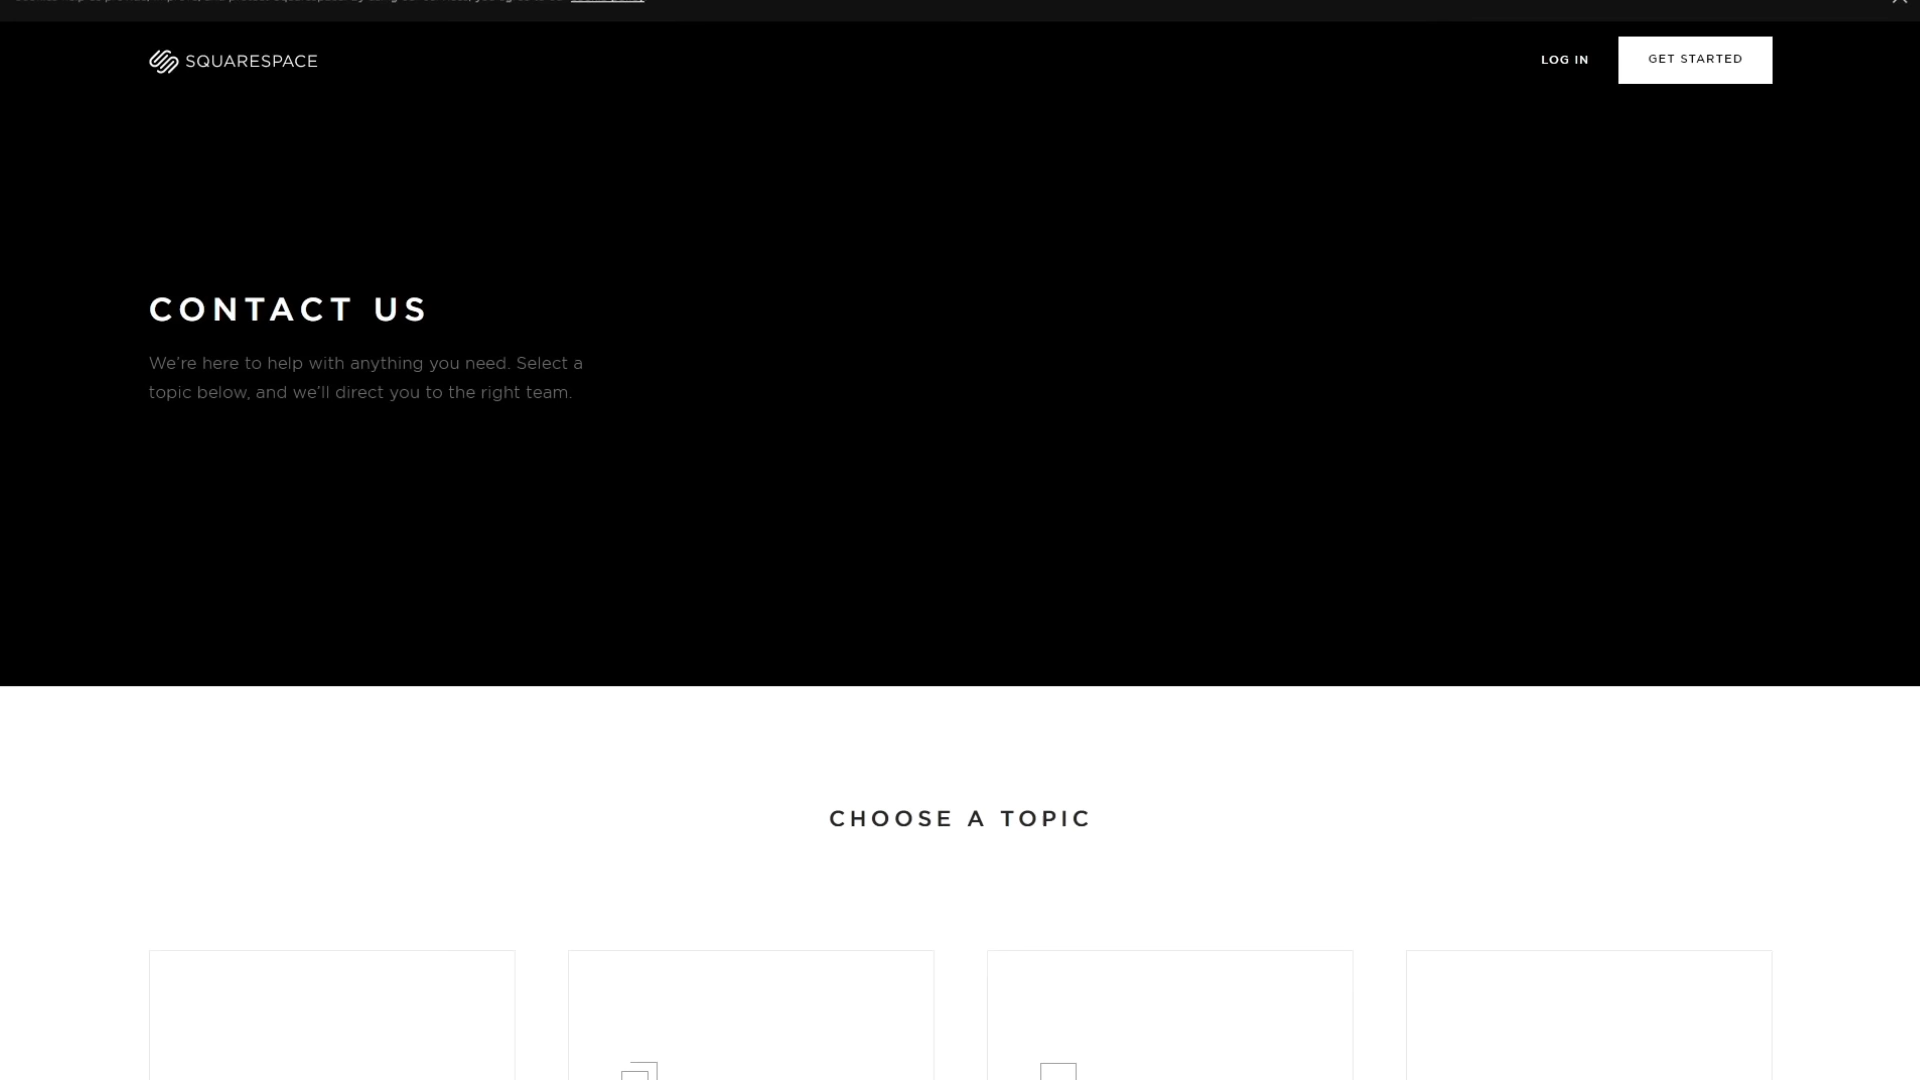 SQUARESPACE
LOG IN
GET STARTED
CONTACT US
We're here to help with anything you need. Select a
topic below, and we'll direct you to the right team.
CHOOSE A TOPIC